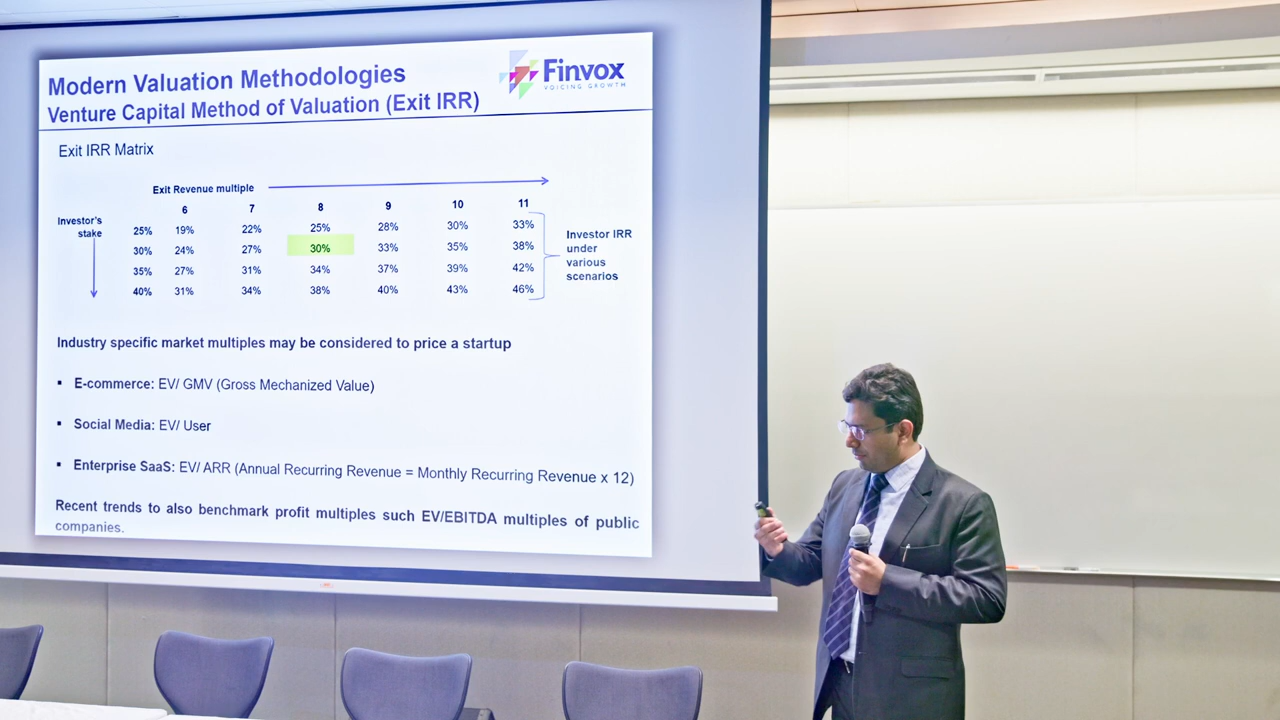 Modern Valuation Methodologies
Venture Capital Method of Valuation (Exit IRR)
Finvox
VOICING GROWTH
Exit IRR Matrix
Exit Revenue multiple
6 7 8 9 10 11
Investor's
stake
25% 19% 22% 25% 28% 30% 33%
30% 24% 27% 30% 33% 35% 38%
35% 27% 31% 34% 37% 39% 42%
40% 31% 34% 38% 40% 43% 46%
Investor IRR
under
various
scenarios
Industry specific market multiples may be considered to price a startup
▪ E-commerce: EV/ GMV (Gross Mechanized Value)
▪ Social Media: EV/ User
▪ Enterprise SaaS: EV/ ARR (Annual Recurring Revenue = Monthly Recurring Revenue x 12)
Recent trends to also benchmark profit multiples such EV/EBITDA multiples of public
companies.